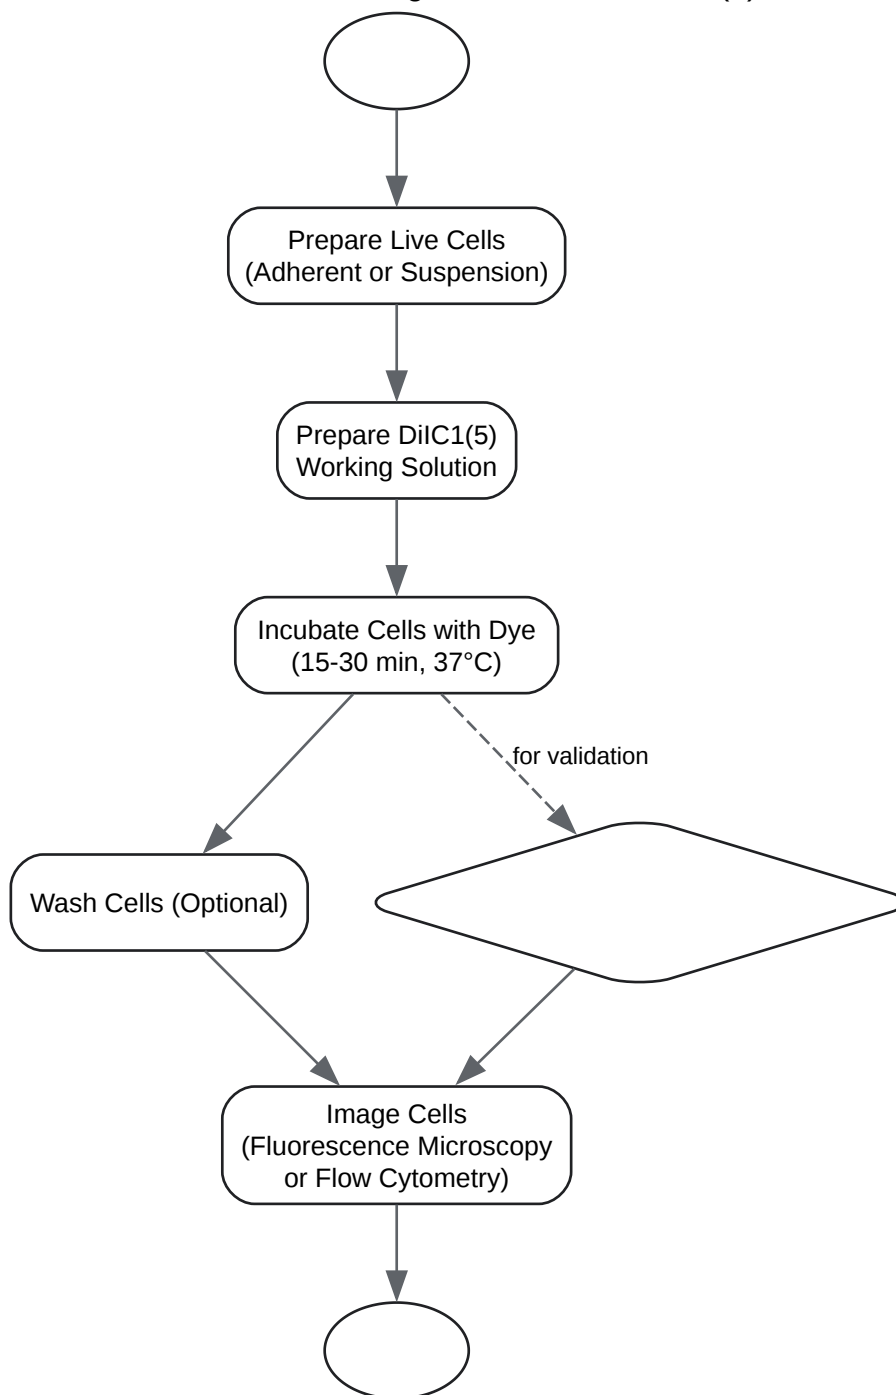 (5)
Prepare Live Cells
(Adherent or Suspension)
Prepare DiIC1(5)
Working Solution
Incubate Cells with Dye
(15-30 min, 37°C)
for validation
Wash Cells (Optional)
Image Cells
(Fluorescence Microscopy
or Flow Cytometry)